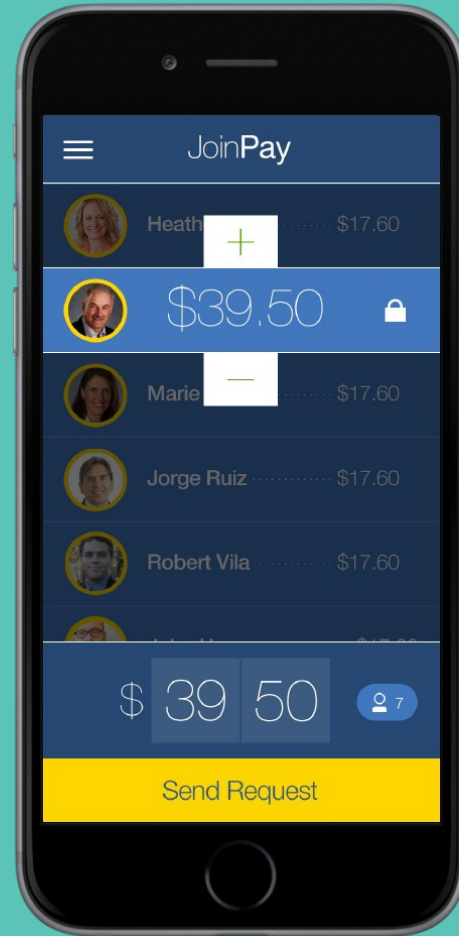 JoinPay
Heath ········ $17.60
+
$39.50
−
Marie ········ $17.60
Jorge Ruiz ············ $17.60
Robert Vila ··········· $17.60
$ 39 50 7
Send Request